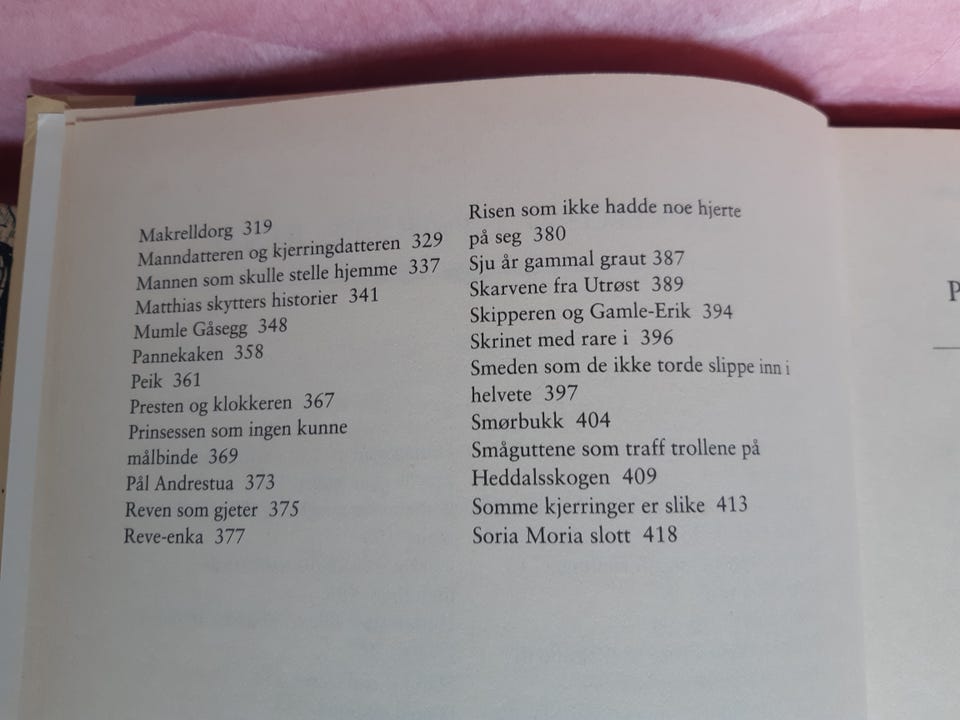 Makrelldorg 319
Manndatteren og kjerringdatteren 329
Mannen som skulle stelle hjemme 337
Matthias skytters historier 341
Mumle Gåsegg 348
Pannekaken 358
Peik 361
Presten og klokkeren 367
Prinsessen som ingen kunne
målbinde 369
Pål Andrestua 373
Reven som gjeter 375
Reve-enka 377
Risen som ikke hadde noe hjerte
på seg 380
Sju år gammal graut 387
Skarvene fra Utrøst 389
Skipperen og Gamle-Erik 394
Skrinet med rare i 396
Smeden som de ikke torde slippe inn i
helvete 397
Smørbukk 404
Småguttene som traff trollene på
Heddalsskogen 409
Somme kjerringer er slike 413
Soria Moria slott 418
P